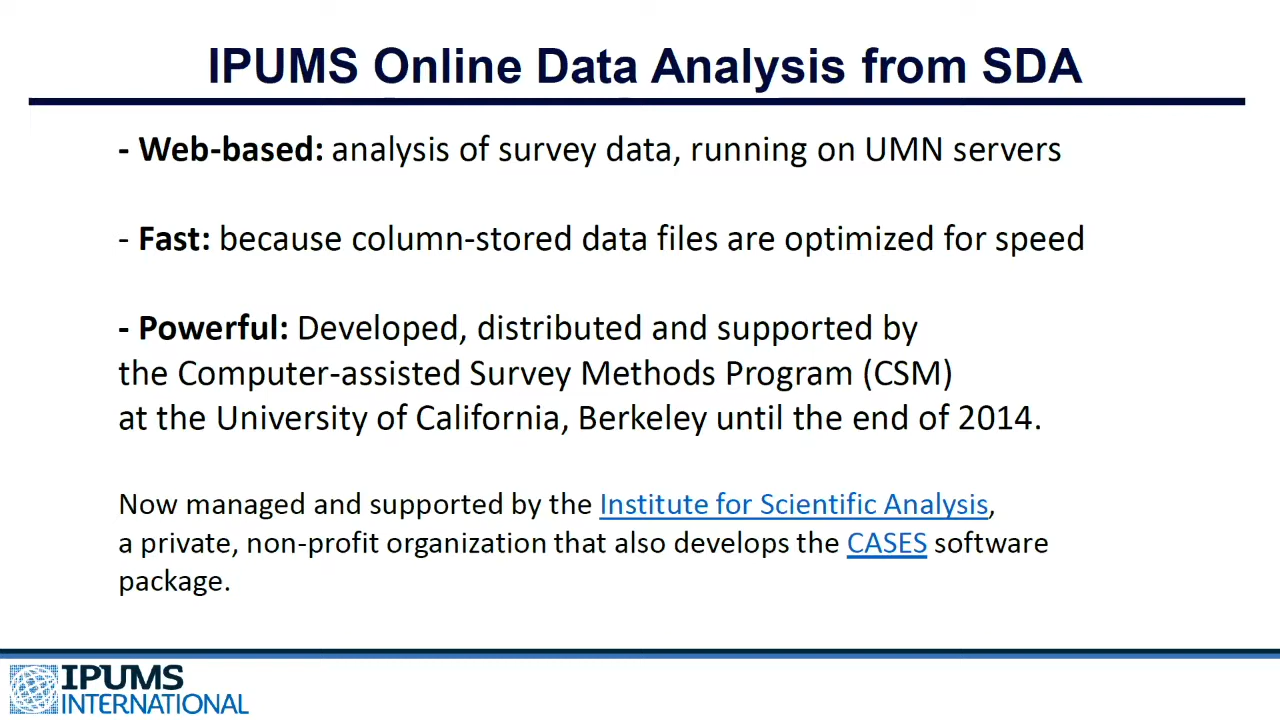 IPUMS Online Data Analysis from SDA
- Web-based: analysis of survey data, running on UMN servers
- Fast: because column-stored data files are optimized for speed
- Powerful: Developed, distributed and supported by
the Computer-assisted Survey Methods Program (CSM)
at the University of California, Berkeley until the end of 2014.
Now managed and supported by the Institute for Scientific Analysis,
a private, non-profit organization that also develops the CASES software
package.
IPUMS
INTERNATIONAL